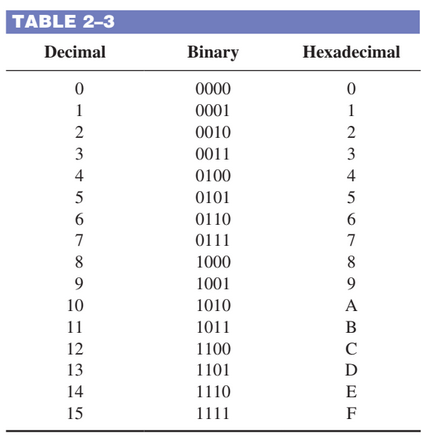 TABLE 2–3
Decimal Binary Hexadecimal
0 0000 0
1 0001 1
2 0010 2
3 0011 3
4 0100 4
5 0101 5
6 0110 6
7 0111 7
8 1000 8
9 1001 9
10 1010 A
11 1011 B
12 1100 C
13 1101 D
14 1110 E
15 1111 F